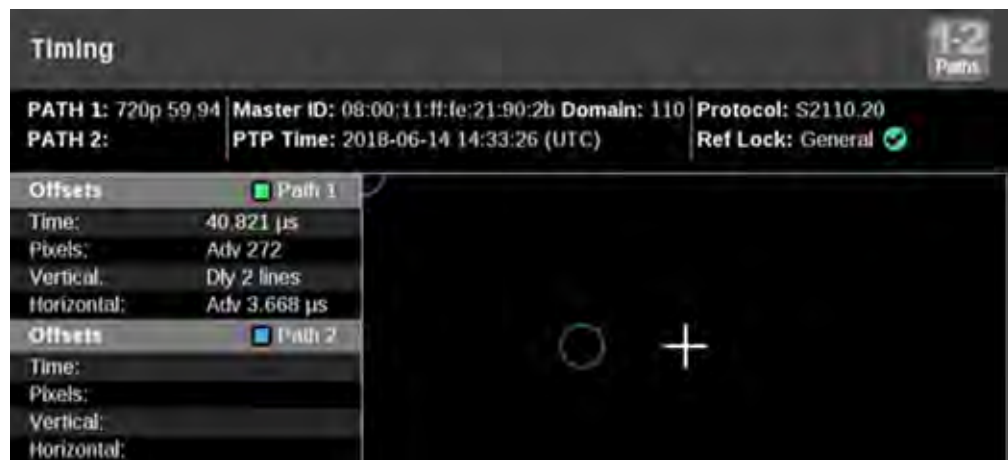 Timing
1-2
Paths
PATH 1: 720p 59.94 Master ID: 08:00:11:ff:fe:21:90:2b Domain: 110 Protocol: S2110.20
PATH 2: PTP Time: 2018-06-14 14:33:26 (UTC) Ref Lock: General
Offsets Path 1
Time: 40.821 µs
Pixels: Adv 272
Vertical: Dly 2 lines
Horizontal: Adv 3.668 µs
Offsets Path 2
Time:
Pixels:
Vertical:
Horizontal: